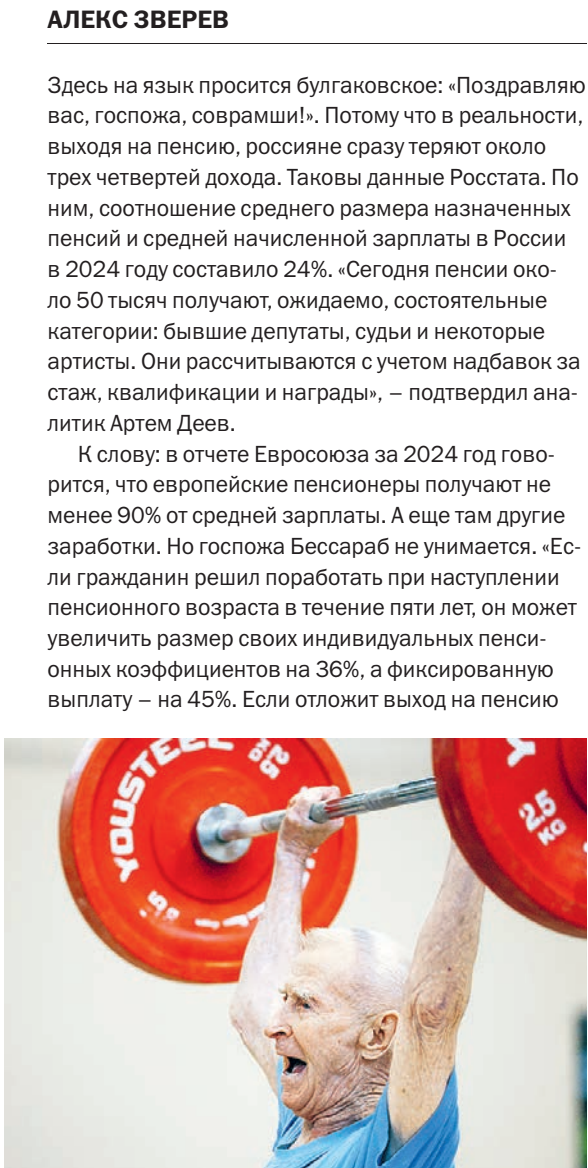 АЛЕКС ЗВЕРЕВ
Здесь на язык просится булгаковское: «Поздравляю
вас, госпожа, соврамши!». Потому что в реальности,
выходя на пенсию, россияне сразу теряют около
трех четвертей дохода. Таковы данные Росстата. По
ним, соотношение среднего размера назначенных
пенсий и средней начисленной зарплаты в России
в 2024 году составило 24%. «Сегодня пенсии око-
ло 50 тысяч получают, ожидаемо, состоятельные
категории: бывшие депутаты, судьи и некоторые
артисты. Они рассчитываются с учетом надбавок за
стаж, квалификации и награды», – подтвердил ана-
литик Артем Деев.
К слову: в отчете Евросоюза за 2024 год гово-
рится, что европейские пенсионеры получают не
менее 90% от средней зарплаты. А еще там другие
заработки. Но госпожа Бессараб не унимается. «Ес-
ли гражданин решил поработать при наступлении
пенсионного возраста в течение пяти лет, он может
увеличить размер своих индивидуальных пенси-
онных коэффициентов на 36%, а фиксированную
выплату – на 45%. Если отложит выход на пенсию
YOUSTEEL
25
KG
2.5
KG